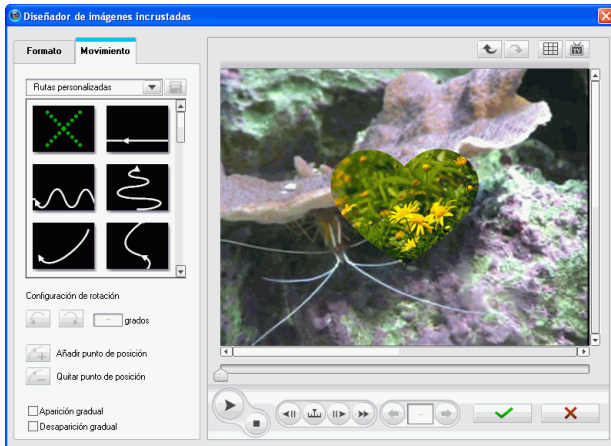 Diseñador de imágenes incrustadas
Formato
Movimiento
Rutas personalizadas
Configuración de rotación
-- grados
Añadir punto de posición
Quitar punto de posición
Aparición gradual
Desaparición gradual
--